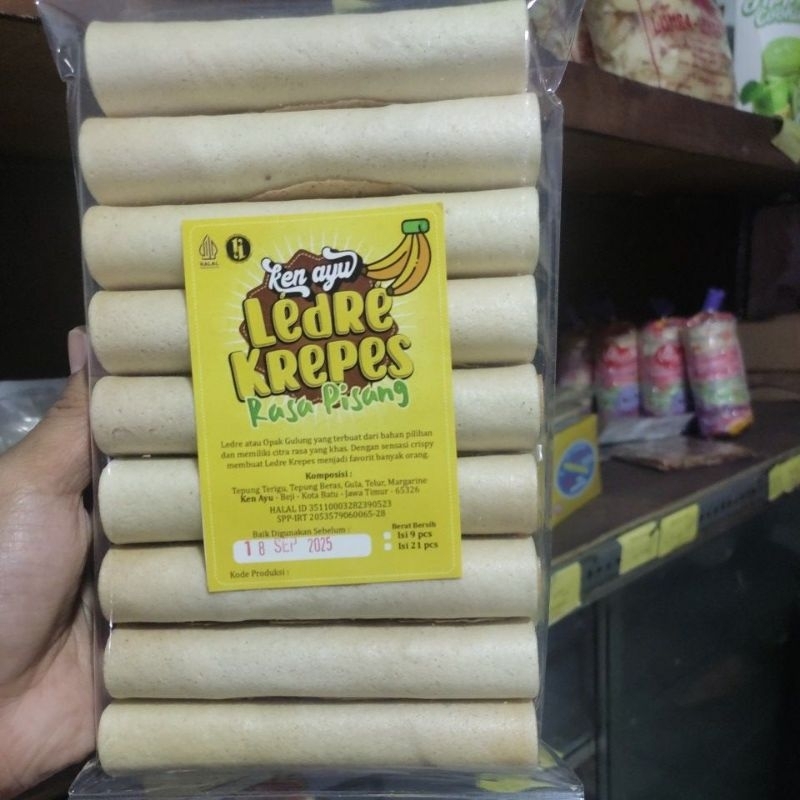 HALAL
ken ayu
LedRe
KRePes
Rasa Pisang
Ledre atau Opak Gulung yang terbuat dari bahan pilihan
dan memiliki citra rasa yang khas. Dengan sensasi crispy
membuat Ledre Krepes menjadi favorit banyak orang.
Komposisi :
Tepung Terigu, Tepung Beras, Gula, Telur, Margarine
Ken Ayu - Beji - Kota Batu - Jawa Timur - 65326
HALAL ID 35110003282390523
SPP-IRT 2053579060065-28
Baik Digunakan Sebelum :
18 SEP 2025
Berat Bersih
Isi 9 pcs
Isi 21 pcs
Kode Produksi :